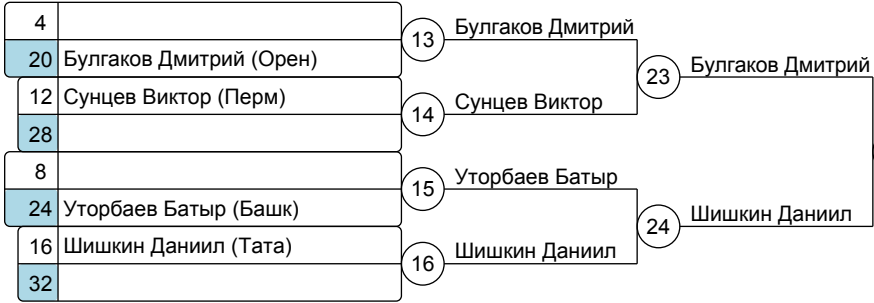 4
20 Булгаков Дмитрий (Орен)
12 Сунцев Виктор (Перм)
28
8
24 Уторбаев Батыр (Башк)
16 Шишкин Даниил (Тата)
32
13 Булгаков Дмитрий
14 Сунцев Виктор
15 Уторбаев Батыр
16 Шишкин Даниил
23 Булгаков Дмитрий
24 Шишкин Даниил